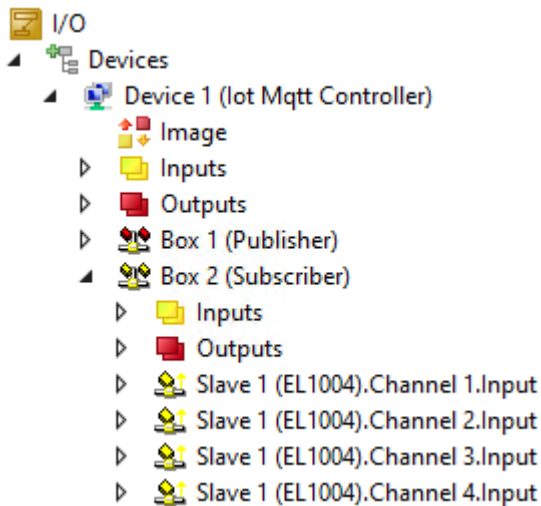 I/O
Devices
Device 1 (Iot Mqtt Controller)
Image
Inputs
Outputs
Box 1 (Publisher)
Box 2 (Subscriber)
Inputs
Outputs
Slave 1 (EL1004).Channel 1.Input
Slave 1 (EL1004).Channel 2.Input
Slave 1 (EL1004).Channel 3.Input
Slave 1 (EL1004).Channel 4.Input